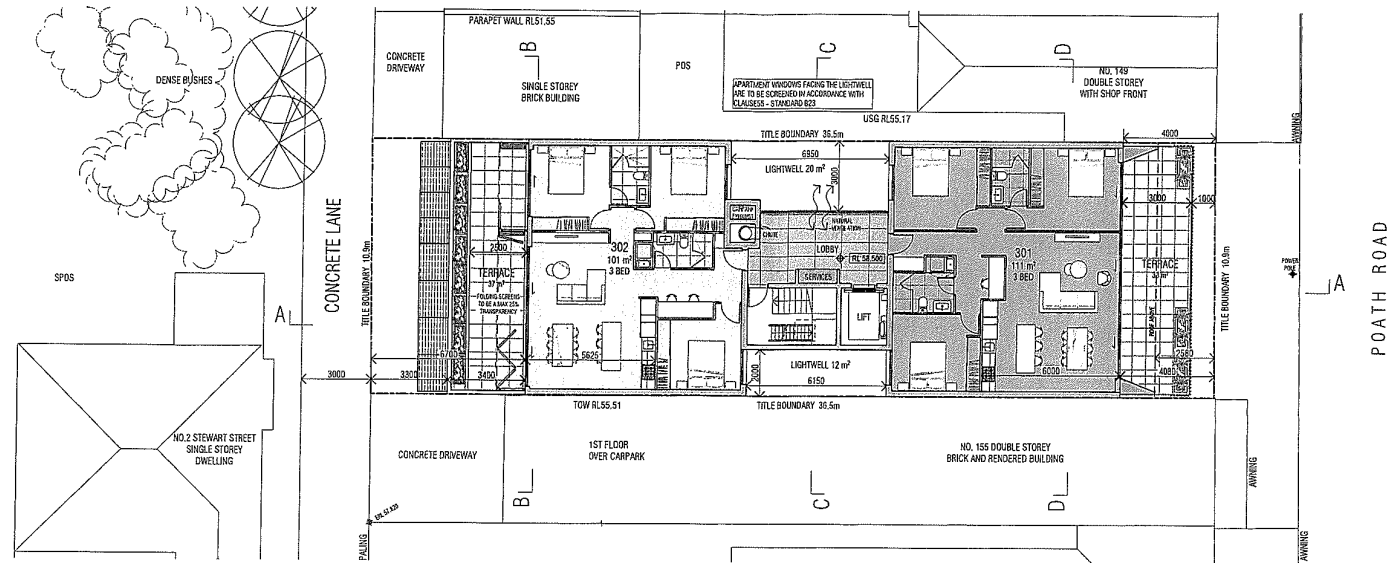 PARAPET WALL RL51.55
CONCRETE
DRIVEWAY
B
POS
C
D
DENSE BUSHES
SINGLE STOREY
BRICK BUILDING
APARTMENT WINDOWS FACING THE LIGHTWELL
ARE TO BE SCREENED IN ACCORDANCE WITH
CLAUSE55 - STANDARD B23
NO. 149
DOUBLE STOREY
WITH SHOP FRONT
USG RL55.17
AWNING
TITLE BOUNDARY 36.5m
4000
6950
LIGHTWELL 20 m²
3000
3000
1000
CONCRETE LANE
TITLE BOUNDARY 10.9m
CHUTE
NATURAL
VENTILATION
302
101 m²
3 BED
LOBBY
RL 58.500
SERVICES
301
111 m²
3 BED
2500
TERRACE
37 m²
FOLDING SCREENS
TO BE A MAX 25%
TRANSPARENCY
TERRACE
ROOF ABOVE
TITLE BOUNDARY 10.9m
POWER
POLE
SPOS
A
A
POATH ROAD
LIFT
6700
5625
3000
3300
3400
LIGHTWELL 12 m²
2000
6150
6000
2580
4080
TOW RL55.51
TITLE BOUNDARY 36.5m
NO.2 STEWART STREET
SINGLE STOREY
DWELLING
CONCRETE DRIVEWAY
1ST FLOOR
OVER CARPARK
NO. 155 DOUBLE STOREY
BRICK AND RENDERED BUILDING
AWNING
B
C
D
PALING
AWNING